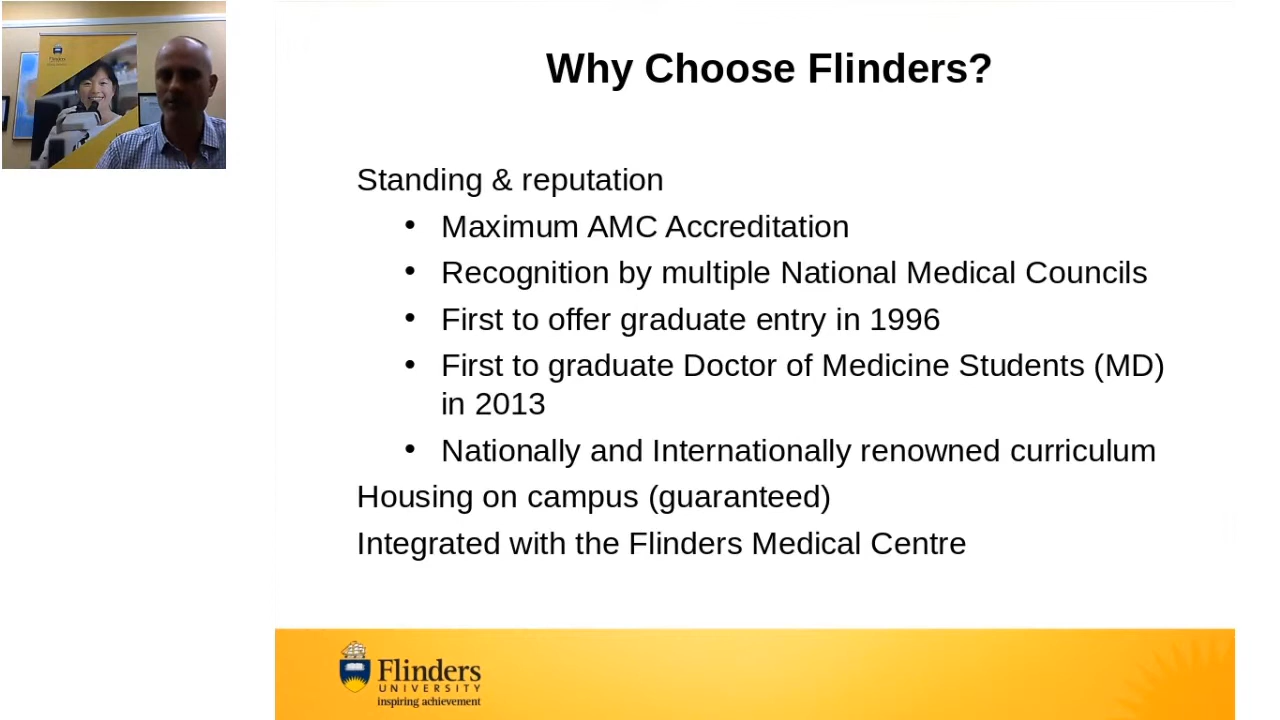 Why Choose Flinders?
Standing & reputation
• Maximum AMC Accreditation
• Recognition by multiple National Medical Councils
• First to offer graduate entry in 1996
• First to graduate Doctor of Medicine Students (MD)
in 2013
• Nationally and Internationally renowned curriculum
Housing on campus (guaranteed)
Integrated with the Flinders Medical Centre
Flinders
UNIVERSITY
inspiring achievement